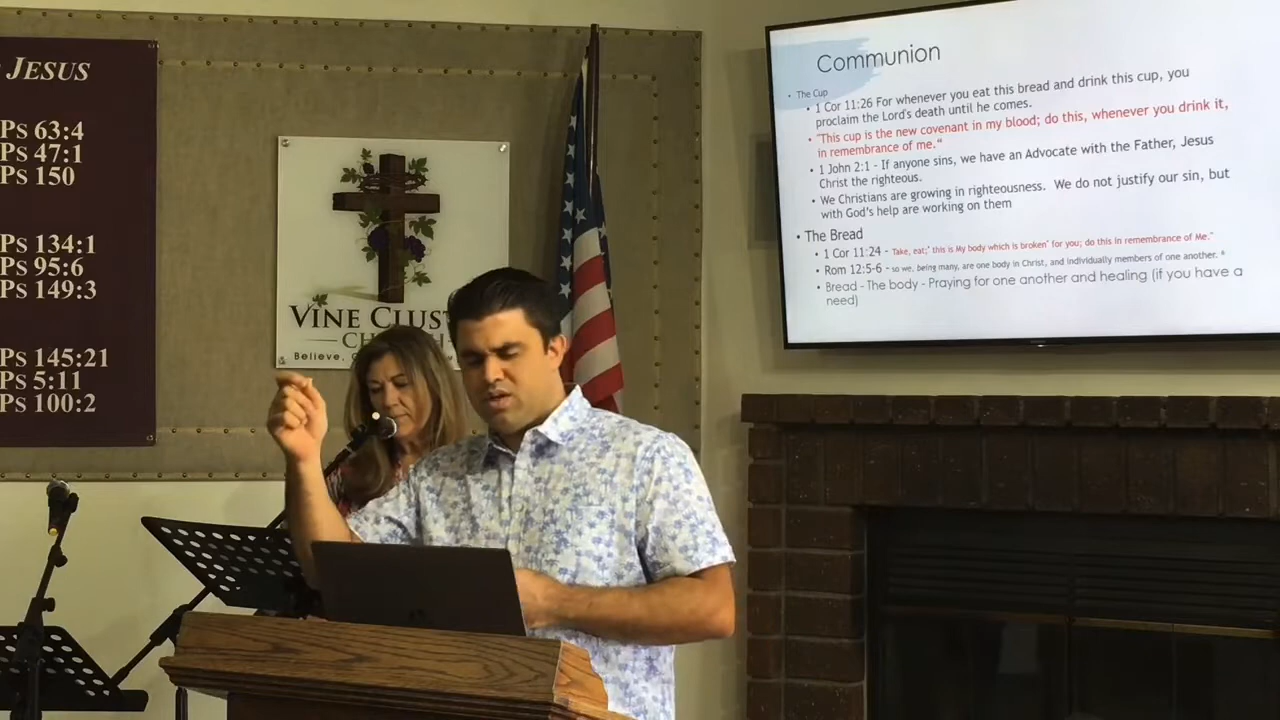 JESUS
PS 63:4
PS 47:1
PS 150
PS 134:1
PS 95:6
PS 149:3
PS 145:21
PS 5:11
PS 100:2
VINE CLUST
CH
Believe,
Communion
• The Cup
• 1 Cor 11:26 For whenever you eat this bread and drink this cup, you
proclaim the Lord's death until he comes.
• "This cup is the new covenant in my blood; do this, whenever you drink it,
in remembrance of me."
• 1 John 2:1 - If anyone sins, we have an Advocate with the Father, Jesus
Christ the righteous.
• We Christians are growing in righteousness. We do not justify our sin, but
with God's help are working on them
• The Bread
• 1 Cor 11:24 - Take, eat;" this is My body which is broken" for you; do this in remembrance of Me."
• Rom 12:5-6 - so we, being many, are one body in Christ, and individually members of one another. 6
• Bread - The body - Praying for one another and healing (if you have a
need)